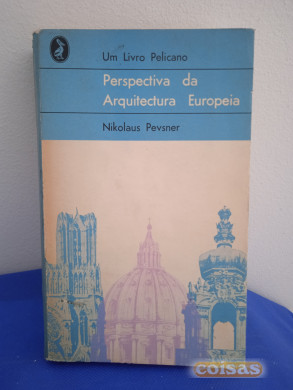 Um Livro Pelicano
Perspectiva da
Arquitectura Europeia
Nikolaus Pevsner
coisas